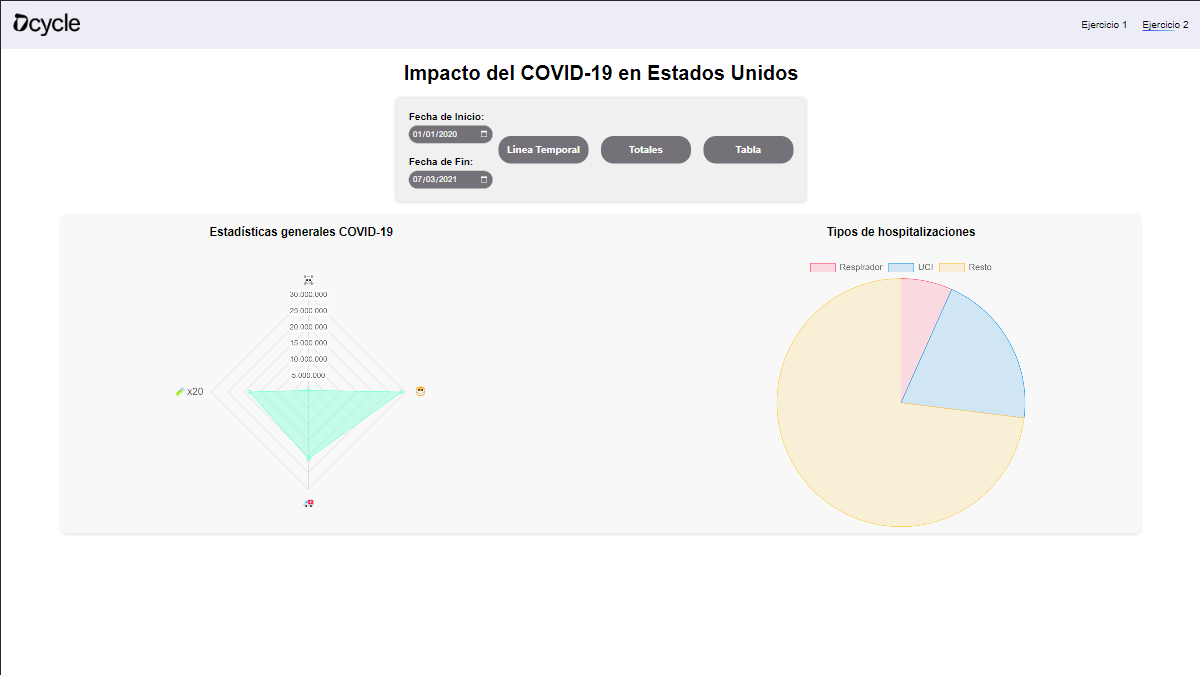 Dcycle
Ejercicio 1 Ejercicio 2
Impacto del COVID-19 en Estados Unidos
Fecha de Inicio:
01/01/2020
Fecha de Fin:
07/03/2021
Línea Temporal Totales Tabla
Estadísticas generales COVID-19
30.000.000
25.000.000
20.000.000
15.000.000
10.000.000
5.000.000
x20
Tipos de hospitalizaciones
Respirador UCI Resto